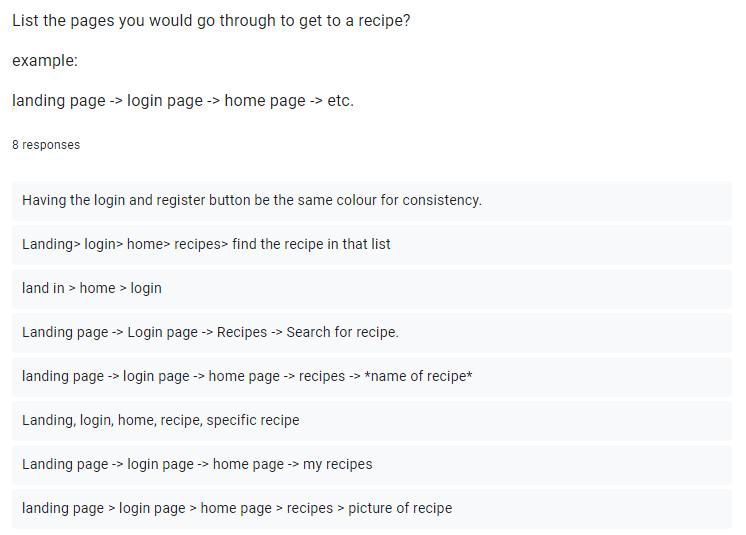 List the pages you would go through to get to a recipe?
example:
landing page -> login page -> home page -> etc.
8 responses
Having the login and register button be the same colour for consistency.
Landing> login> home> recipes> find the recipe in that list
land in > home > login
Landing page -> Login page -> Recipes -> Search for recipe.
landing page -> login page -> home page -> recipes -> *name of recipe*
Landing, login, home, recipe, specific recipe
Landing page -> login page -> home page -> my recipes
landing page > login page > home page > recipes > picture of recipe